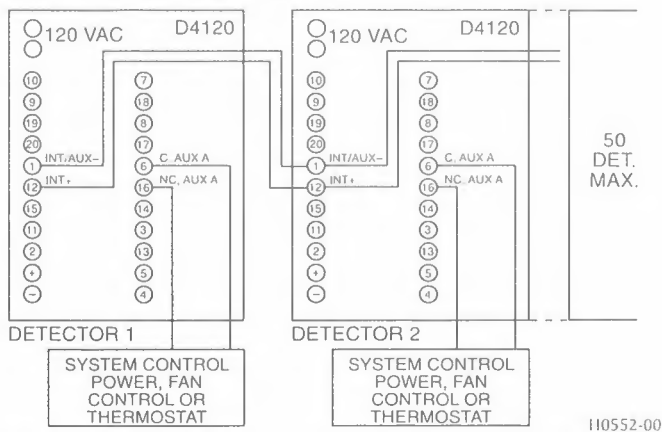 120 VAC D4120
10 7
9 18
19 8
20 17
1 INT/AUX– 6 C, AUX A
12 INT+ 16 NC, AUX A
15 14
11 3
2 13
+ 5
– 4
DETECTOR 1
SYSTEM CONTROL
POWER, FAN
CONTROL OR
THERMOSTAT
120 VAC D4120
10 7
9 18
19 8
20 17
1 INT/AUX– 6 C, AUX A
12 INT+ 16 NC, AUX A
15 14
11 3
2 13
+ 5
– 4
DETECTOR 2
SYSTEM CONTROL
POWER, FAN
CONTROL OR
THERMOSTAT
50
DET.
MAX.
H0552-00